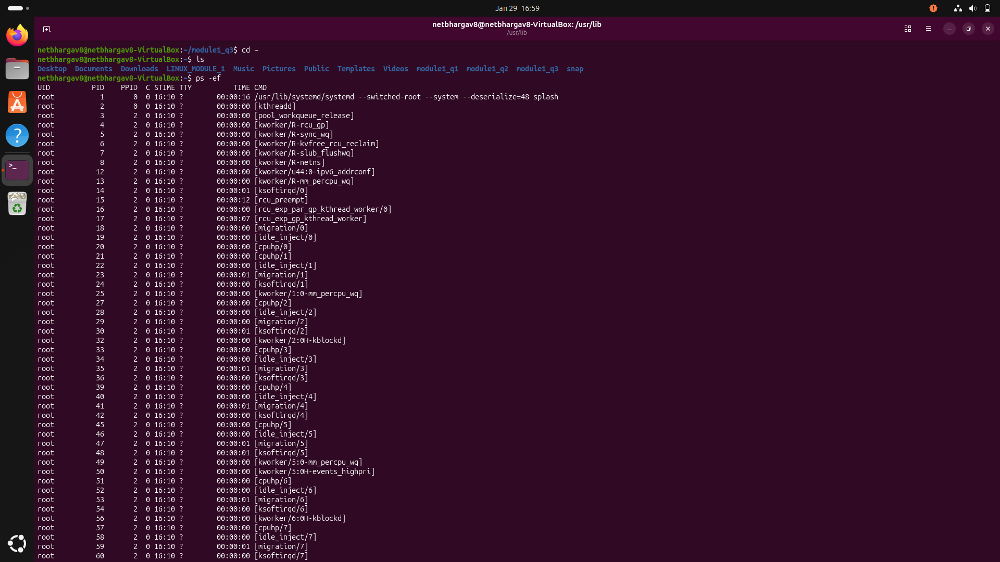 Jan 29 16:59
netbhargav8@netbhargav8-VirtualBox: /usr/lib
/usr/lib
netbhargav8@netbhargav8-VirtualBox:~/module1_q3$ cd ~
netbhargav8@netbhargav8-VirtualBox:~$ ls
Desktop Documents Downloads LINUX_MODULE_1 Music Pictures Public Templates Videos module1_q1 module1_q2 module1_q3 snap
netbhargav8@netbhargav8-VirtualBox:~$ ps -ef
UID PID PPID C STIME TTY TIME CMD
root 1 0 0 16:10 ? 00:00:16 /usr/lib/systemd/systemd --switched-root --system --deserialize=48 splash
root 2 0 0 16:10 ? 00:00:00 [kthreadd]
root 3 2 0 16:10 ? 00:00:00 [pool_workqueue_release]
root 4 2 0 16:10 ? 00:00:00 [kworker/R-rcu_gp]
root 5 2 0 16:10 ? 00:00:00 [kworker/R-sync_wq]
root 6 2 0 16:10 ? 00:00:00 [kworker/R-kvfree_rcu_reclaim]
root 7 2 0 16:10 ? 00:00:00 [kworker/R-slub_flushwq]
root 8 2 0 16:10 ? 00:00:00 [kworker/R-netns]
root 12 2 0 16:10 ? 00:00:00 [kworker/u44:0-ipv6_addrconf]
root 13 2 0 16:10 ? 00:00:00 [kworker/R-mm_percpu_wq]
root 14 2 0 16:10 ? 00:00:01 [ksoftirqd/0]
root 15 2 0 16:10 ? 00:00:12 [rcu_preempt]
root 16 2 0 16:10 ? 00:00:00 [rcu_exp_par_gp_kthread_worker/0]
root 17 2 0 16:10 ? 00:00:07 [rcu_exp_gp_kthread_worker]
root 18 2 0 16:10 ? 00:00:00 [migration/0]
root 19 2 0 16:10 ? 00:00:00 [idle_inject/0]
root 20 2 0 16:10 ? 00:00:00 [cpuhp/0]
root 21 2 0 16:10 ? 00:00:00 [cpuhp/1]
root 22 2 0 16:10 ? 00:00:00 [idle_inject/1]
root 23 2 0 16:10 ? 00:00:01 [migration/1]
root 24 2 0 16:10 ? 00:00:00 [ksoftirqd/1]
root 25 2 0 16:10 ? 00:00:00 [kworker/1:0-mm_percpu_wq]
root 27 2 0 16:10 ? 00:00:00 [cpuhp/2]
root 28 2 0 16:10 ? 00:00:00 [idle_inject/2]
root 29 2 0 16:10 ? 00:00:00 [migration/2]
root 30 2 0 16:10 ? 00:00:01 [ksoftirqd/2]
root 32 2 0 16:10 ? 00:00:00 [kworker/2:0H-kblockd]
root 33 2 0 16:10 ? 00:00:00 [cpuhp/3]
root 34 2 0 16:10 ? 00:00:00 [idle_inject/3]
root 35 2 0 16:10 ? 00:00:01 [migration/3]
root 36 2 0 16:10 ? 00:00:00 [ksoftirqd/3]
root 39 2 0 16:10 ? 00:00:00 [cpuhp/4]
root 40 2 0 16:10 ? 00:00:00 [idle_inject/4]
root 41 2 0 16:10 ? 00:00:01 [migration/4]
root 42 2 0 16:10 ? 00:00:00 [ksoftirqd/4]
root 45 2 0 16:10 ? 00:00:00 [cpuhp/5]
root 46 2 0 16:10 ? 00:00:00 [idle_inject/5]
root 47 2 0 16:10 ? 00:00:01 [migration/5]
root 48 2 0 16:10 ? 00:00:01 [ksoftirqd/5]
root 49 2 0 16:10 ? 00:00:00 [kworker/5:0-mm_percpu_wq]
root 50 2 0 16:10 ? 00:00:00 [kworker/5:0H-events_highpri]
root 51 2 0 16:10 ? 00:00:00 [cpuhp/6]
root 52 2 0 16:10 ? 00:00:00 [idle_inject/6]
root 53 2 0 16:10 ? 00:00:01 [migration/6]
root 54 2 0 16:10 ? 00:00:00 [ksoftirqd/6]
root 56 2 0 16:10 ? 00:00:00 [kworker/6:0H-kblockd]
root 57 2 0 16:10 ? 00:00:00 [cpuhp/7]
root 58 2 0 16:10 ? 00:00:00 [idle_inject/7]
root 59 2 0 16:10 ? 00:00:01 [migration/7]
root 60 2 0 16:10 ? 00:00:00 [ksoftirqd/7]